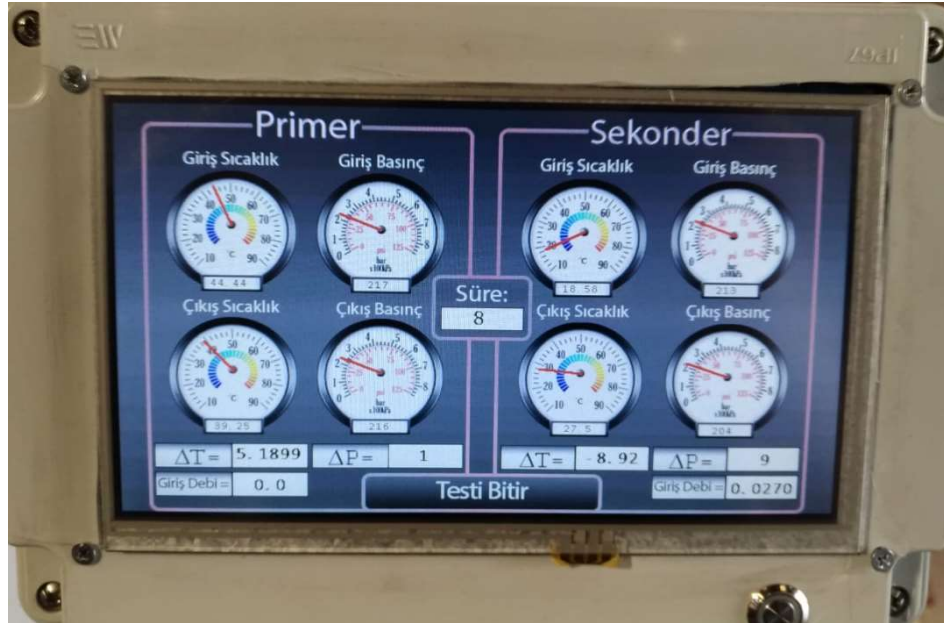 IP67
Primer
Sekonder
Giriş Sıcaklık
Giriş Basınç
Giriş Sıcaklık
Giriş Basınç
44.44
217
18.58
213
Süre:
8
Çıkış Sıcaklık
Çıkış Basınç
Çıkış Sıcaklık
Çıkış Basınç
39.25
216
27.5
204
ΔT= 5.1899
ΔP= 1
ΔT= -8.92
ΔP= 9
Giriş Debi= 0.0
Giriş Debi= 0.0270
Testi Bitir